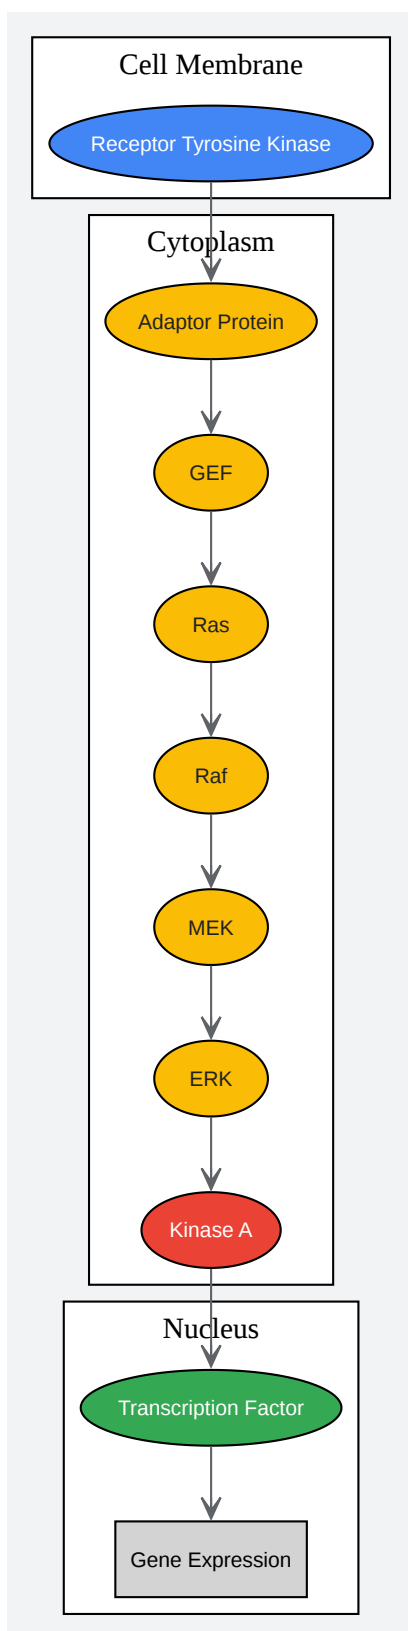 Cell Membrane
Receptor Tyrosine Kinase
Cytoplasm
Adaptor Protein
GEF
Ras
Raf
MEK
ERK
Kinase A
Nucleus
Transcription Factor
Gene Expression